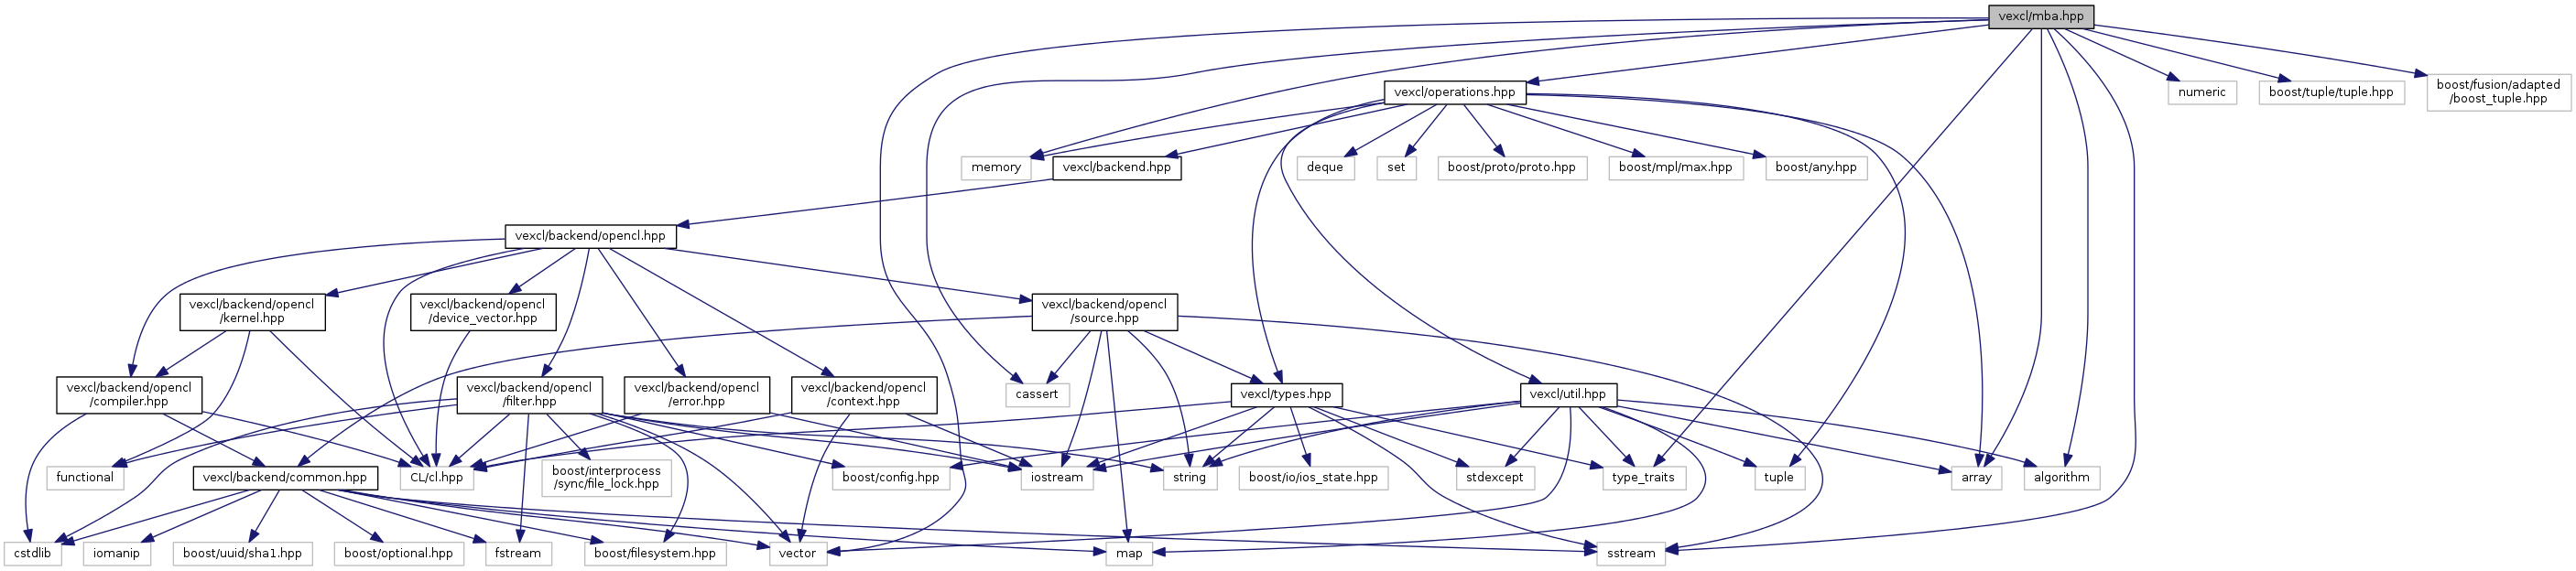 vexcl/mba.hpp
vexcl/operations.hpp
numeric
boost/tuple/tuple.hpp
boost/fusion/adapted
/boost_tuple.hpp
memory
vexcl/backend.hpp
deque
set
boost/proto/proto.hpp
boost/mpl/max.hpp
boost/any.hpp
vexcl/backend/opencl.hpp
vexcl/backend/opencl
/kernel.hpp
vexcl/backend/opencl
/device_vector.hpp
vexcl/backend/opencl
/source.hpp
vexcl/backend/opencl
/compiler.hpp
vexcl/backend/opencl
/filter.hpp
vexcl/backend/opencl
/error.hpp
vexcl/backend/opencl
/context.hpp
cassert
vexcl/types.hpp
vexcl/util.hpp
functional
vexcl/backend/common.hpp
CL/cl.hpp
boost/interprocess
/sync/file_lock.hpp
boost/config.hpp
iostream
string
boost/io/ios_state.hpp
stdexcept
type_traits
tuple
array
algorithm
cstdlib
iomanip
boost/uuid/sha1.hpp
boost/optional.hpp
fstream
boost/filesystem.hpp
vector
map
sstream